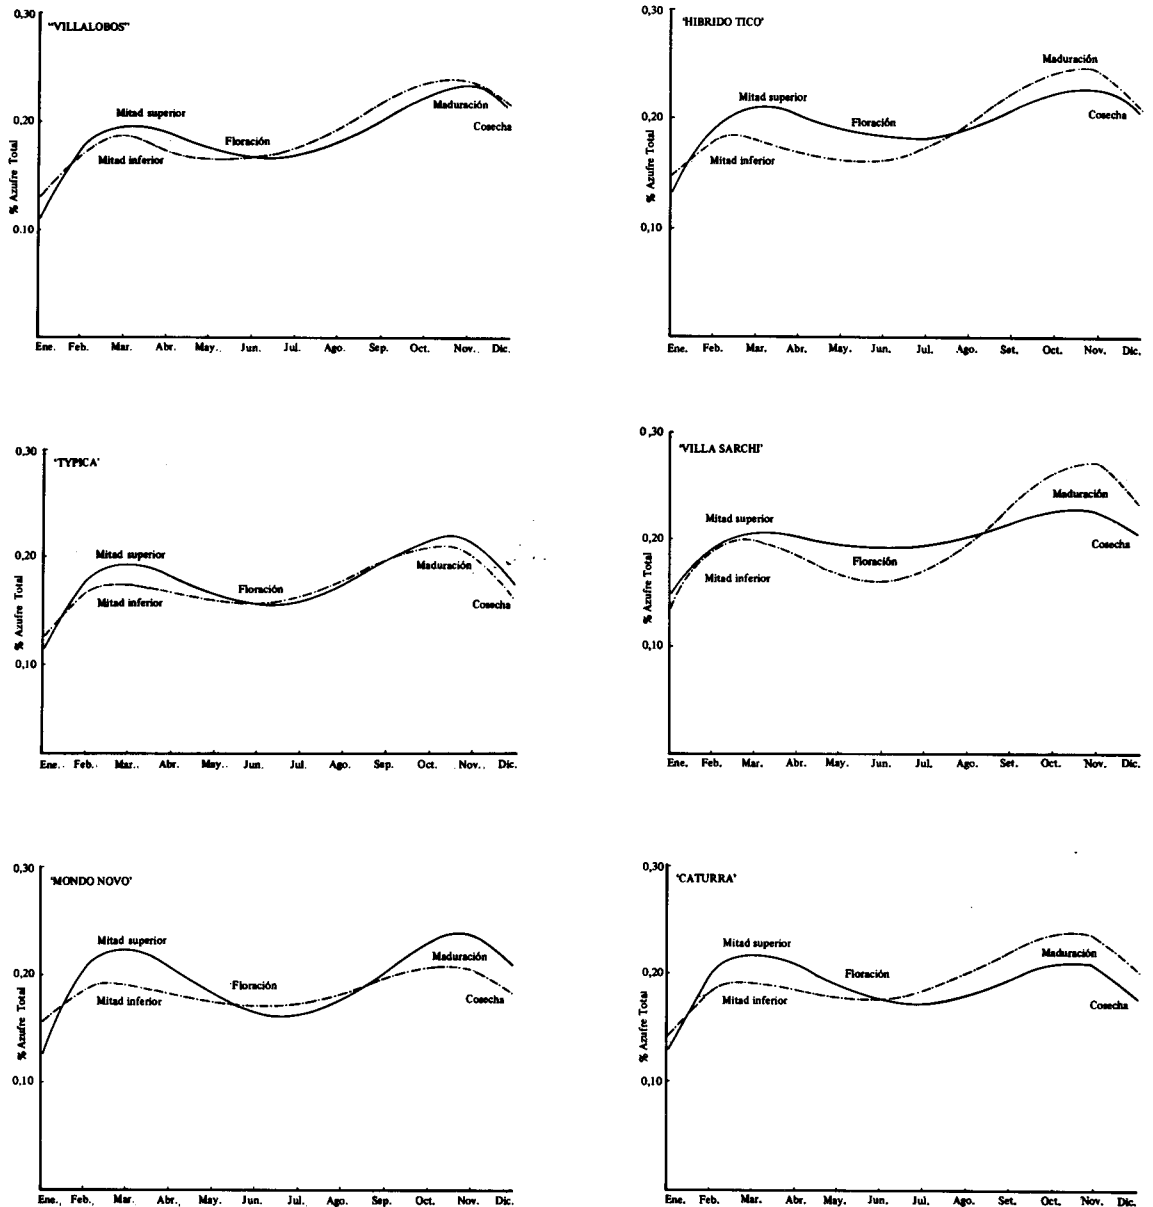 0,30
"VILLALOBOS"
Mitad superior
0,20
Mitad inferior
Floración
Maduración
Cosecha
% Azufre Total
0,10
Ene. Feb. Mar. Abr. May. Jun. Jul. Ago. Sep. Oct. Nov. Dic.
0,30
'HIBRIDO TICO'
Maduración
Mitad superior
0,20
Floración
Cosecha
Mitad inferior
% Azufre Total
0,10
Ene. Feb. Mar. Abr. May. Jun. Jul. Ago. Set. Oct. Nov. Dic.
0,30
'TYPICA'
Mitad superior
0,20
Maduración
Floración
Mitad inferior
Cosecha
% Azufre Total
0,10
Ene. Feb. Mar. Abr. May. Jun. Jul. Ago. Sep. Oct. Nov. Dic.
0,30
'VILLA SARCHI'
Maduración
Mitad superior
0,20
Cosecha
Floración
Mitad inferior
% Azufre Total
0,10
Ene. Feb. Mar. Abr. May. Jun. Jul. Ago. Set. Oct. Nov. Dic.
0,30
'MONDO NOVO'
Mitad superior
Maduración
0,20
Floración
Mitad inferior
Cosecha
% Azufre Total
0,10
Ene. Feb. Mar. Abr. May. Jun. Jul. Ago. Sep. Oct. Nov. Dic.
0,30
'CATURRA'
Mitad superior
Maduración
0,20
Floración
Mitad inferior
Cosecha
% Azufre Total
0,10
Ene. Feb. Mar. Abr. May. Jun. Jul. Ago. Set. Oct. Nov. Dic.